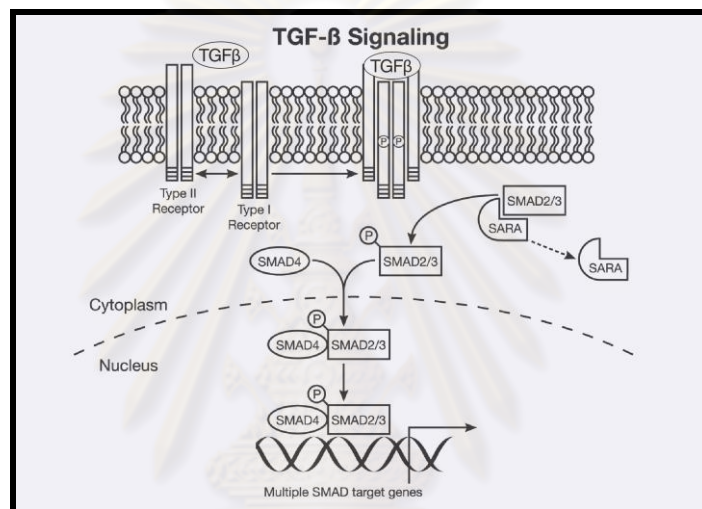 TGF-ß Signaling
TGFβ
TGFβ
P
P
Type II
Receptor
Type I
Receptor
SMAD2/3
SARA
P
SMAD4
SMAD2/3
SARA
Cytoplasm
P
SMAD4
SMAD2/3
Nucleus
P
SMAD4
SMAD2/3
Multiple SMAD target genes